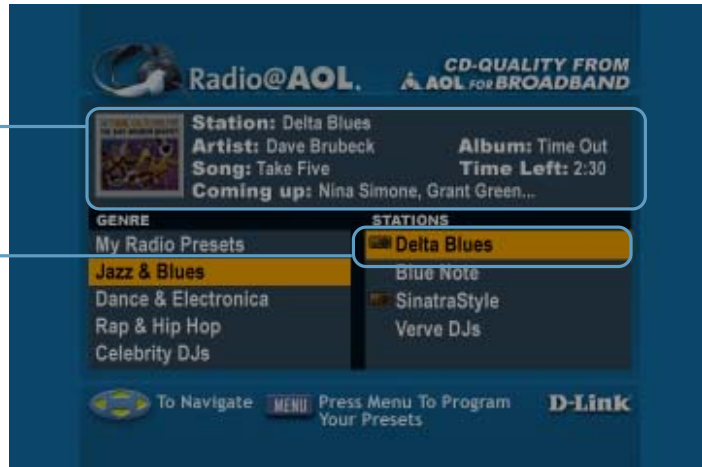 Radio@AOL.
CD-QUALITY FROM
AOL FOR BROADBAND
Station: Delta Blues
Artist: Dave Brubeck Album: Time Out
Song: Take Five Time Left: 2:30
Coming up: Nina Simone, Grant Green...
GENRE STATIONS
My Radio Presets Delta Blues
Jazz & Blues Blue Note
Dance & Electronica SinatraStyle
Rap & Hip Hop Verve DJs
Celebrity DJs
To Navigate MENU Press Menu To Program D-Link
Your Presets